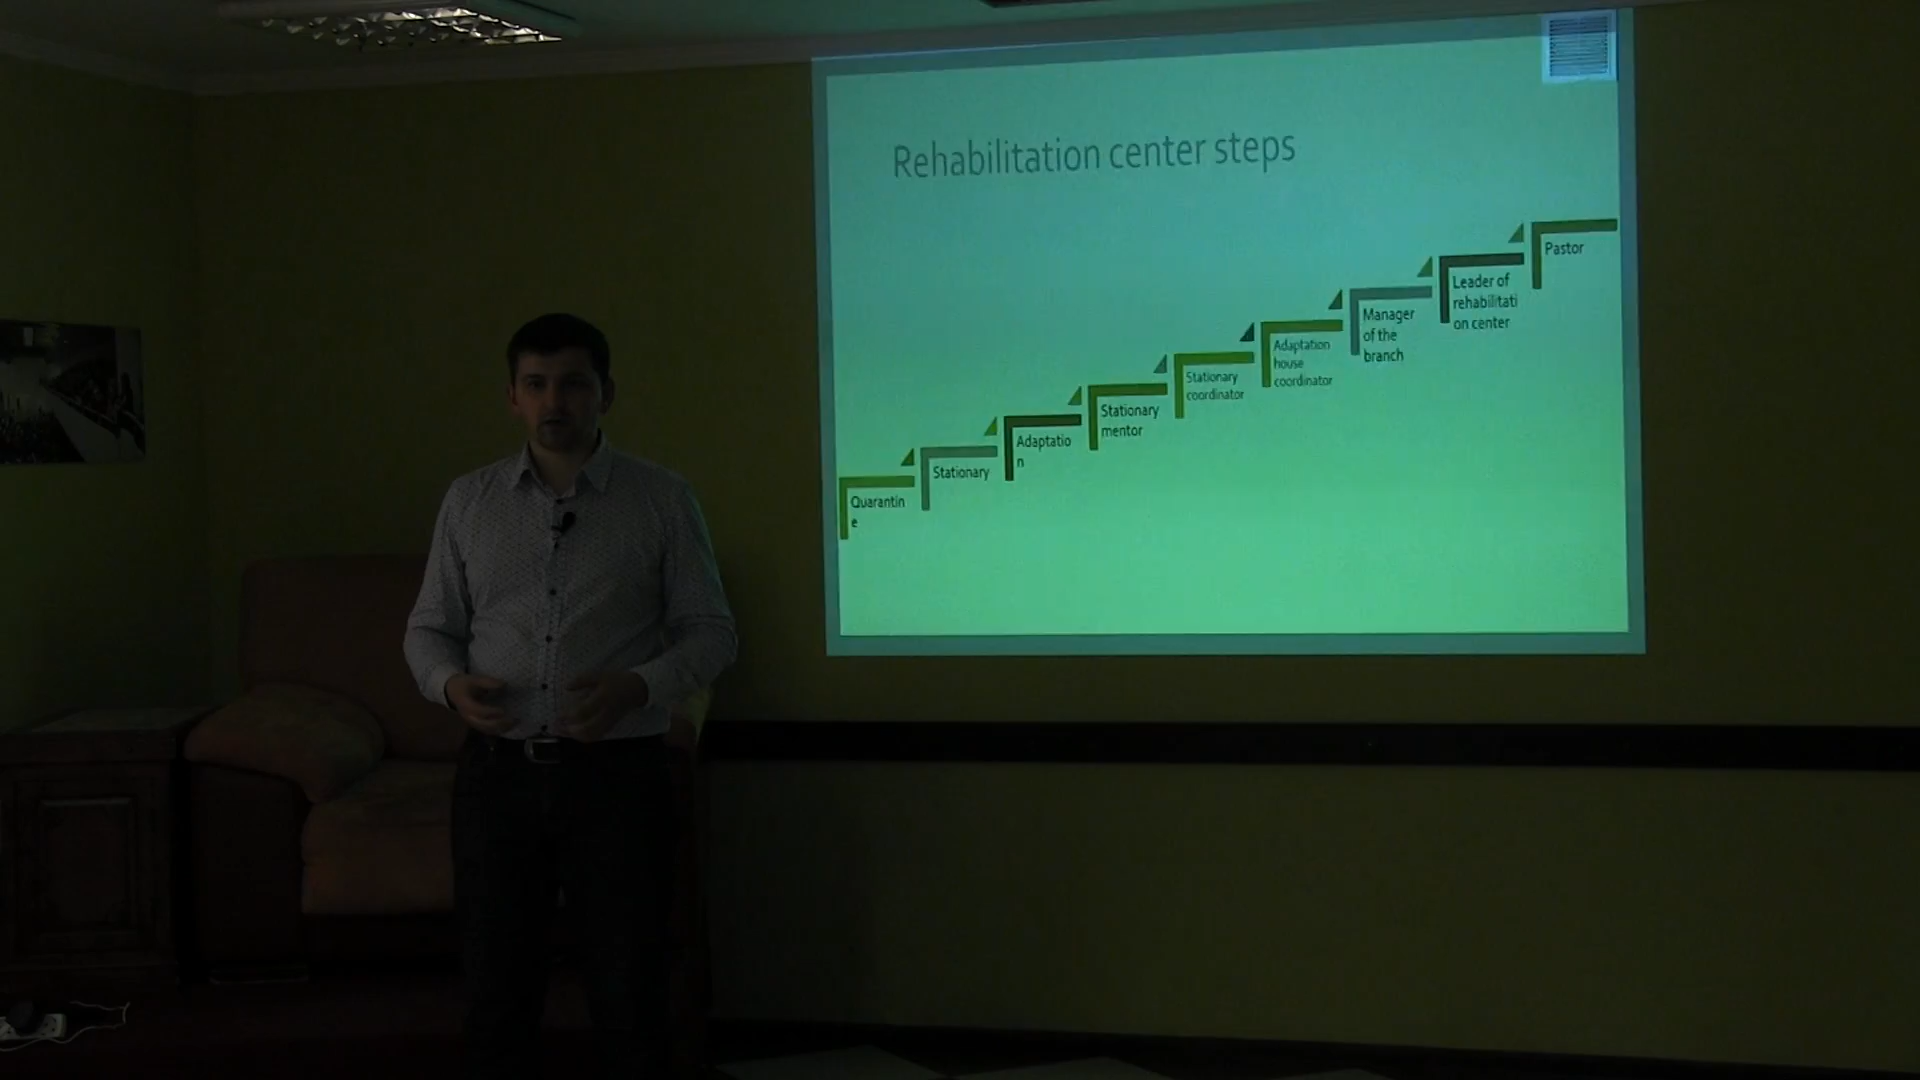 Rehabilitation center steps
Quarantin
e
Stationary
Adaptatio
n
Stationary
mentor
Stationary
coordinator
Adaptation
house
coordinator
Manager
of the
branch
Leader of
rehabilitati
on center
Pastor